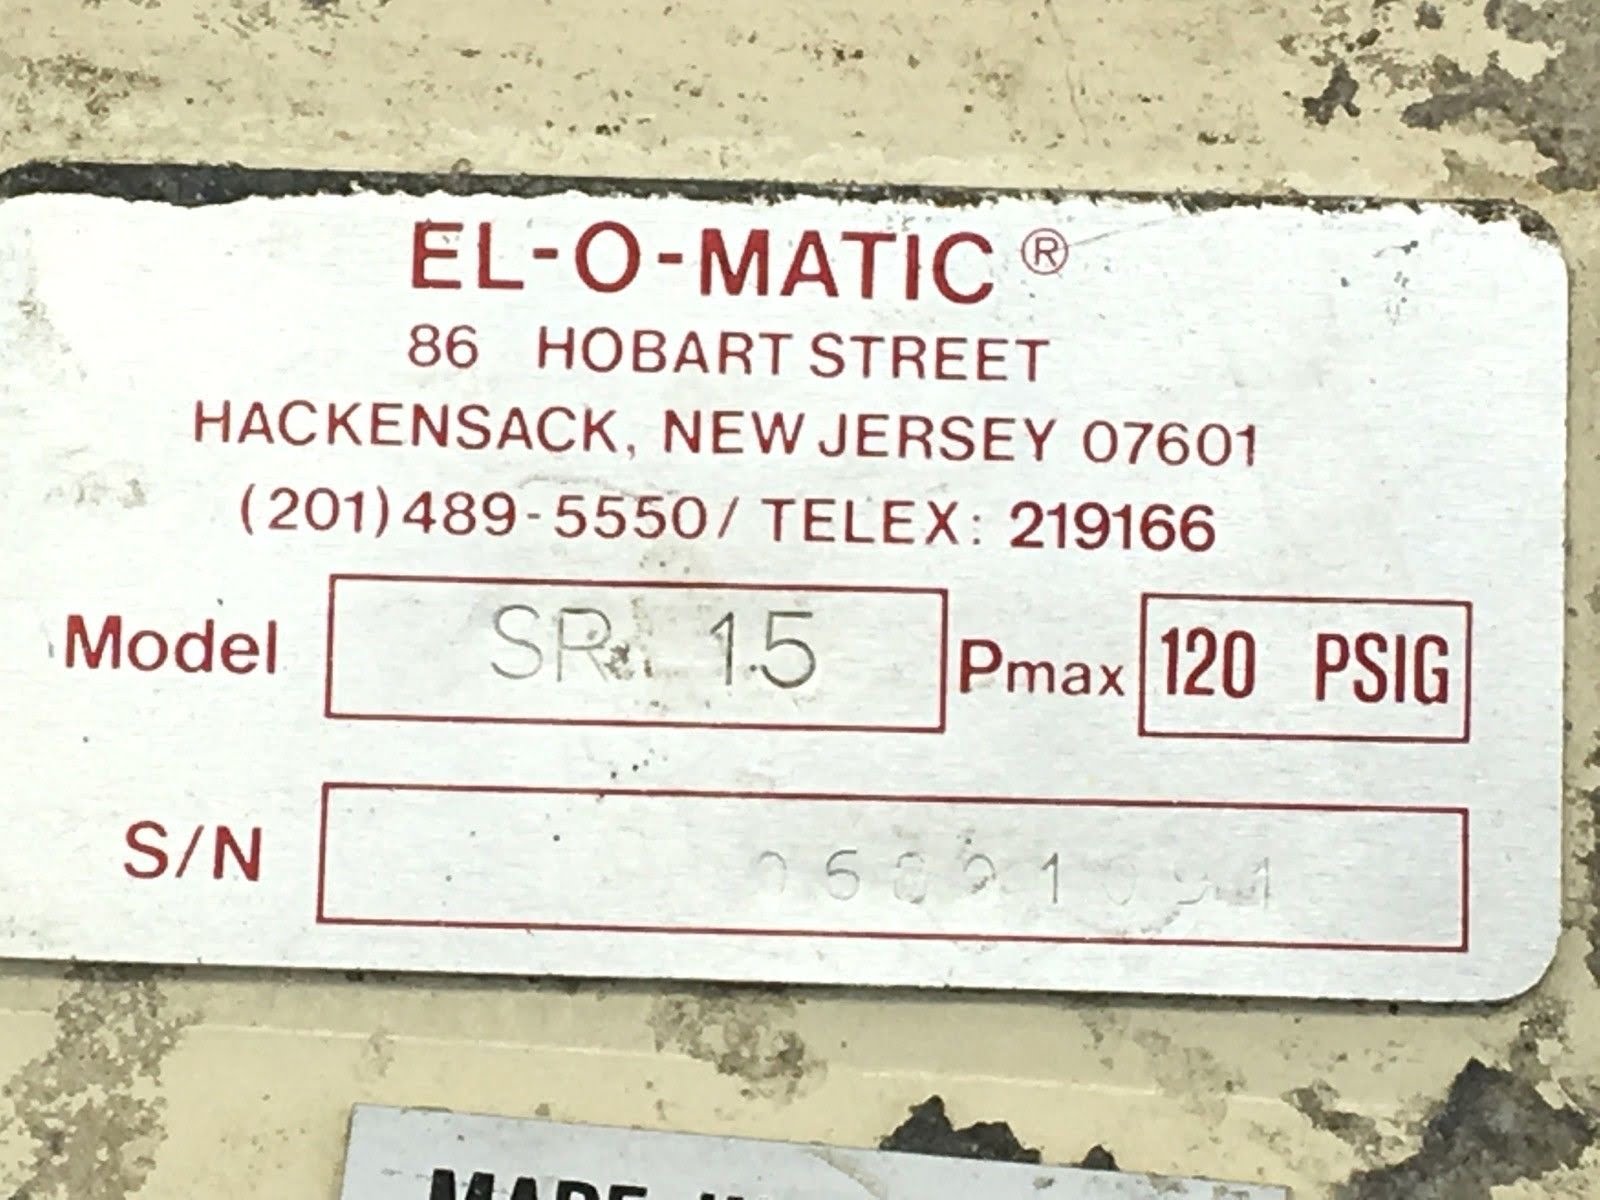 EL-O-MATIC ®
86 HOBART STREET
HACKENSACK, NEW JERSEY 07601
(201)489-5550/ TELEX: 219166
Model SR 15 Pmax 120 PSIG
S/N
MADE